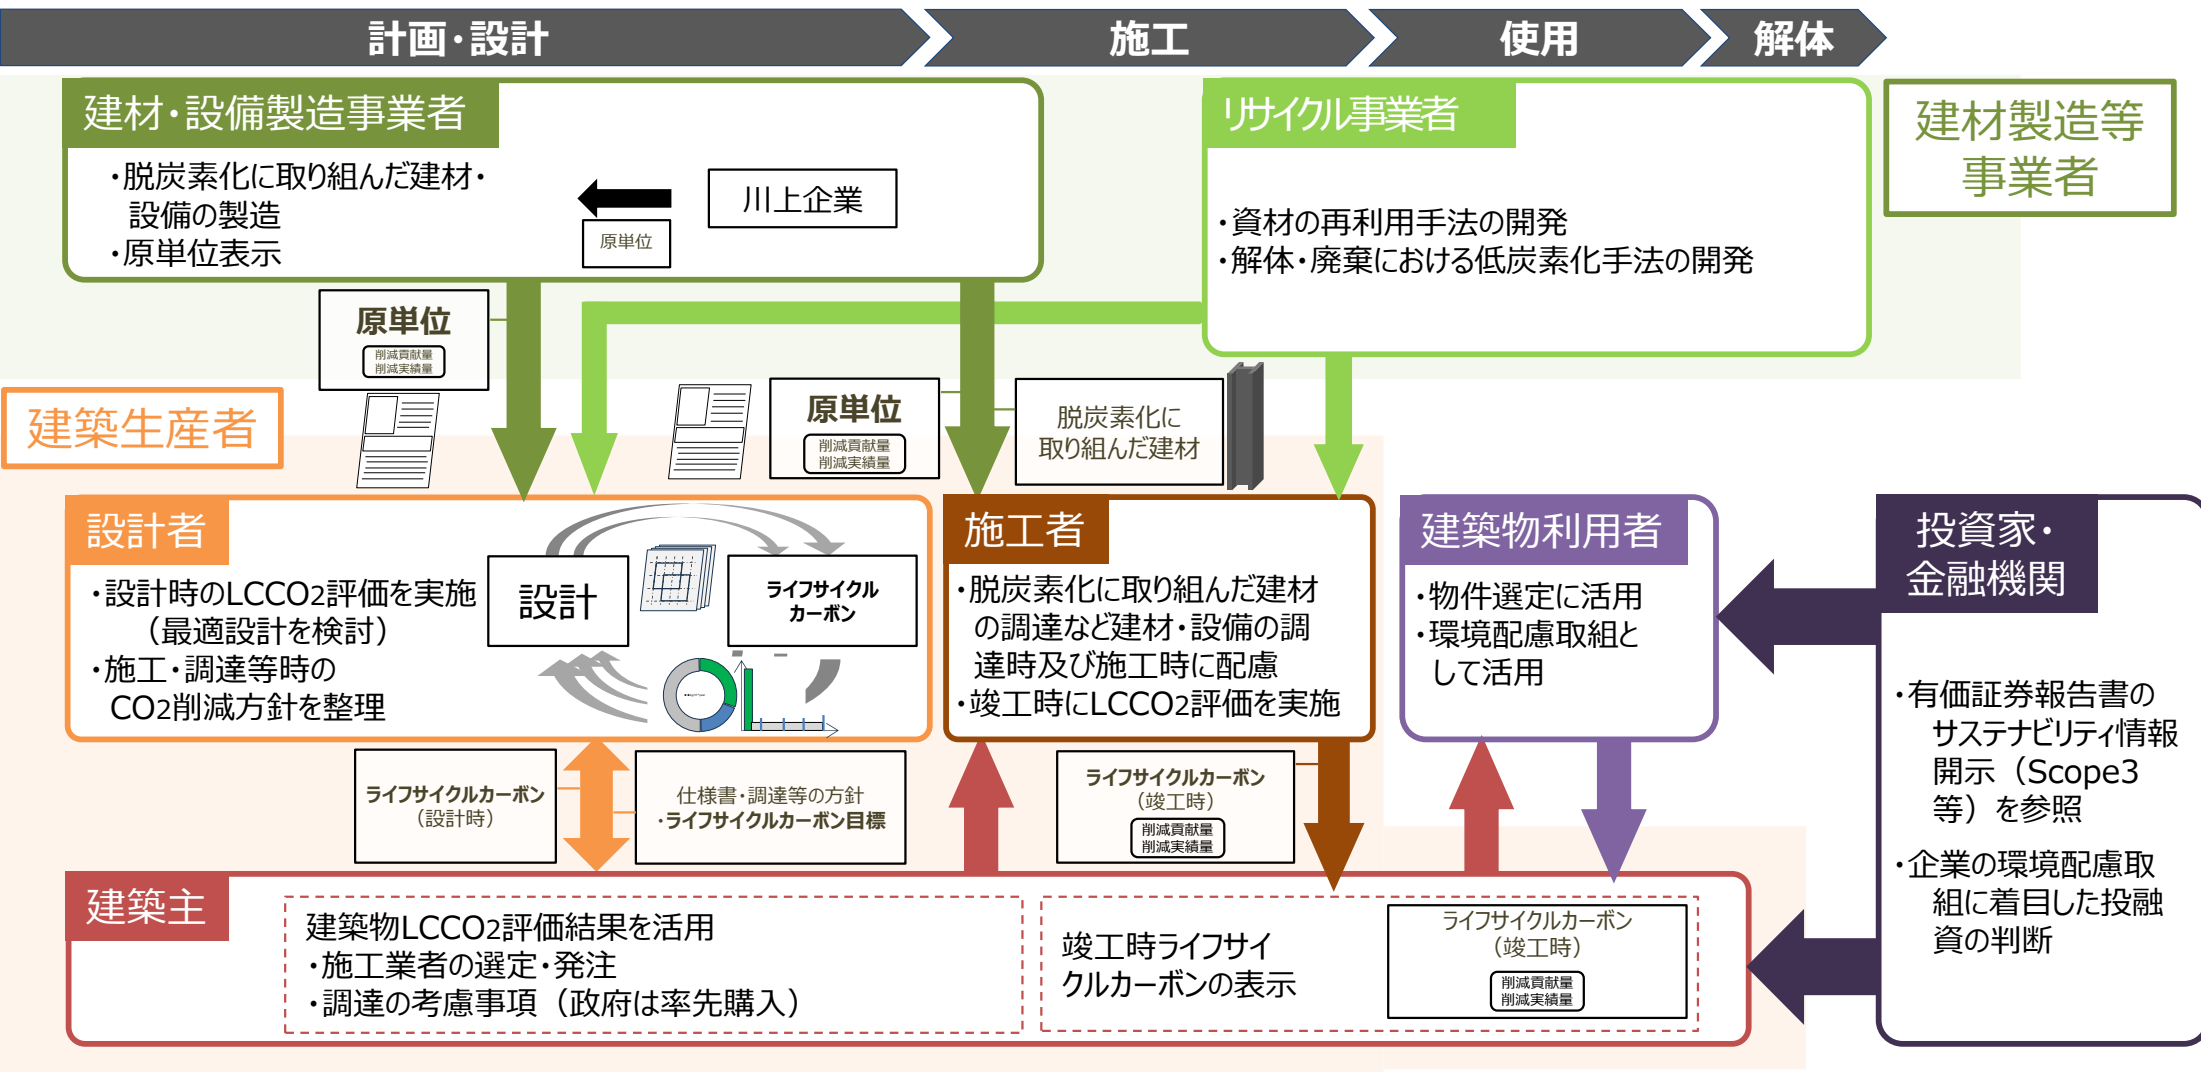 計画・設計
施工
使用
解体
建材・設備製造事業者
・脱炭素化に取り組んだ建材・
設備の製造
・原単位表示
原単位
川上企業
リサイクル事業者
・資材の再利用手法の開発
・解体・廃棄における低炭素化手法の開発
建材製造等
事業者
原単位
削減貢献量
削減実績量
原単位
削減貢献量
削減実績量
脱炭素化に
取り組んだ建材
建築生産者
設計者
・設計時のLCCO2評価を実施
（最適設計を検討）
・施工・調達等時の
CO2削減方針を整理
設計
ライフサイクル
カーボン
施工者
・脱炭素化に取り組んだ建材
の調達など建材・設備の調
達時及び施工時に配慮
・竣工時にLCCO2評価を実施
建築物利用者
・物件選定に活用
・環境配慮取組と
して活用
投資家・
金融機関
・有価証券報告書の
サステナビリティ情報
開示（Scope3
等）を参照
・企業の環境配慮取
組に着目した投融
資の判断
ライフサイクルカーボン
（設計時）
仕様書・調達等の方針
・ライフサイクルカーボン目標
ライフサイクルカーボン
（竣工時）
削減貢献量
削減実績量
建築主
建築物LCCO2評価結果を活用
・施工業者の選定・発注
・調達の考慮事項（政府は率先購入）
竣工時ライフサイ
クルカーボンの表示
ライフサイクルカーボン
（竣工時）
削減貢献量
削減実績量